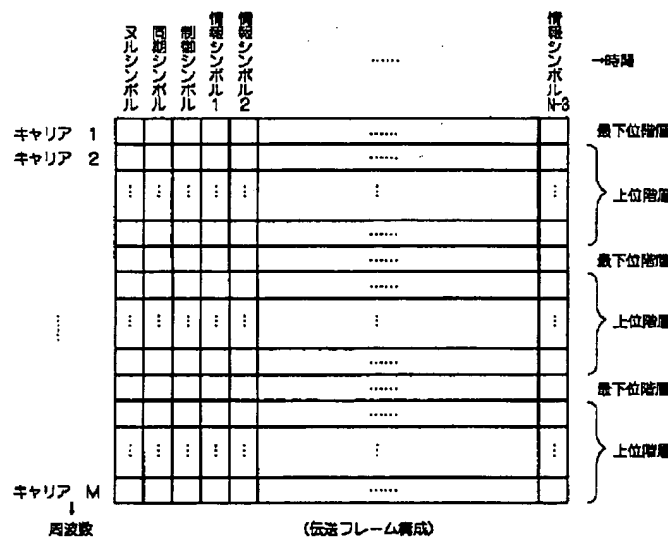 ヌルシンボル
同期シンボル
制御シンボル
情報シンボル1
情報シンボル2
……
情報シンボルN-3
→時間
キャリア 1
…… 最下位階層
キャリア 2
……
⋮ ⋮ ⋮ ⋮ ⋮ ⋮ ⋮ 上位階層
……
…… 最下位階層
……
…… ⋮ ⋮ ⋮ ⋮ ⋮ ⋮ ⋮ 上位階層
……
…… 最下位階層
……
⋮ ⋮ ⋮ ⋮ ⋮ ⋮ ⋮ 上位階層
キャリア M ……
↓
周波数
(伝送フレーム構成)